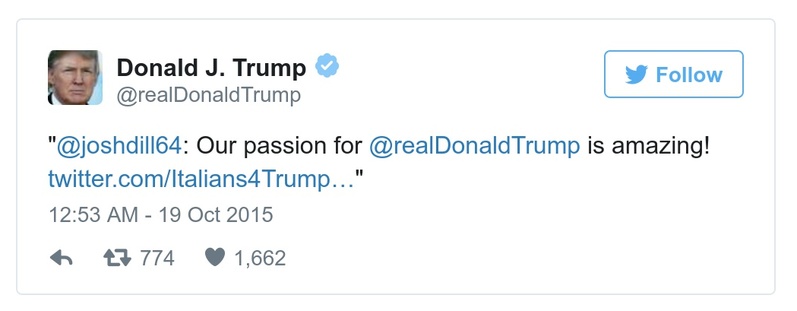 Donald J. Trump
@realDonaldTrump
Follow
"@joshdill64: Our passion for @realDonaldTrump is amazing!
twitter.com/Italians4Trump…"
12:53 AM - 19 Oct 2015
774 1,662